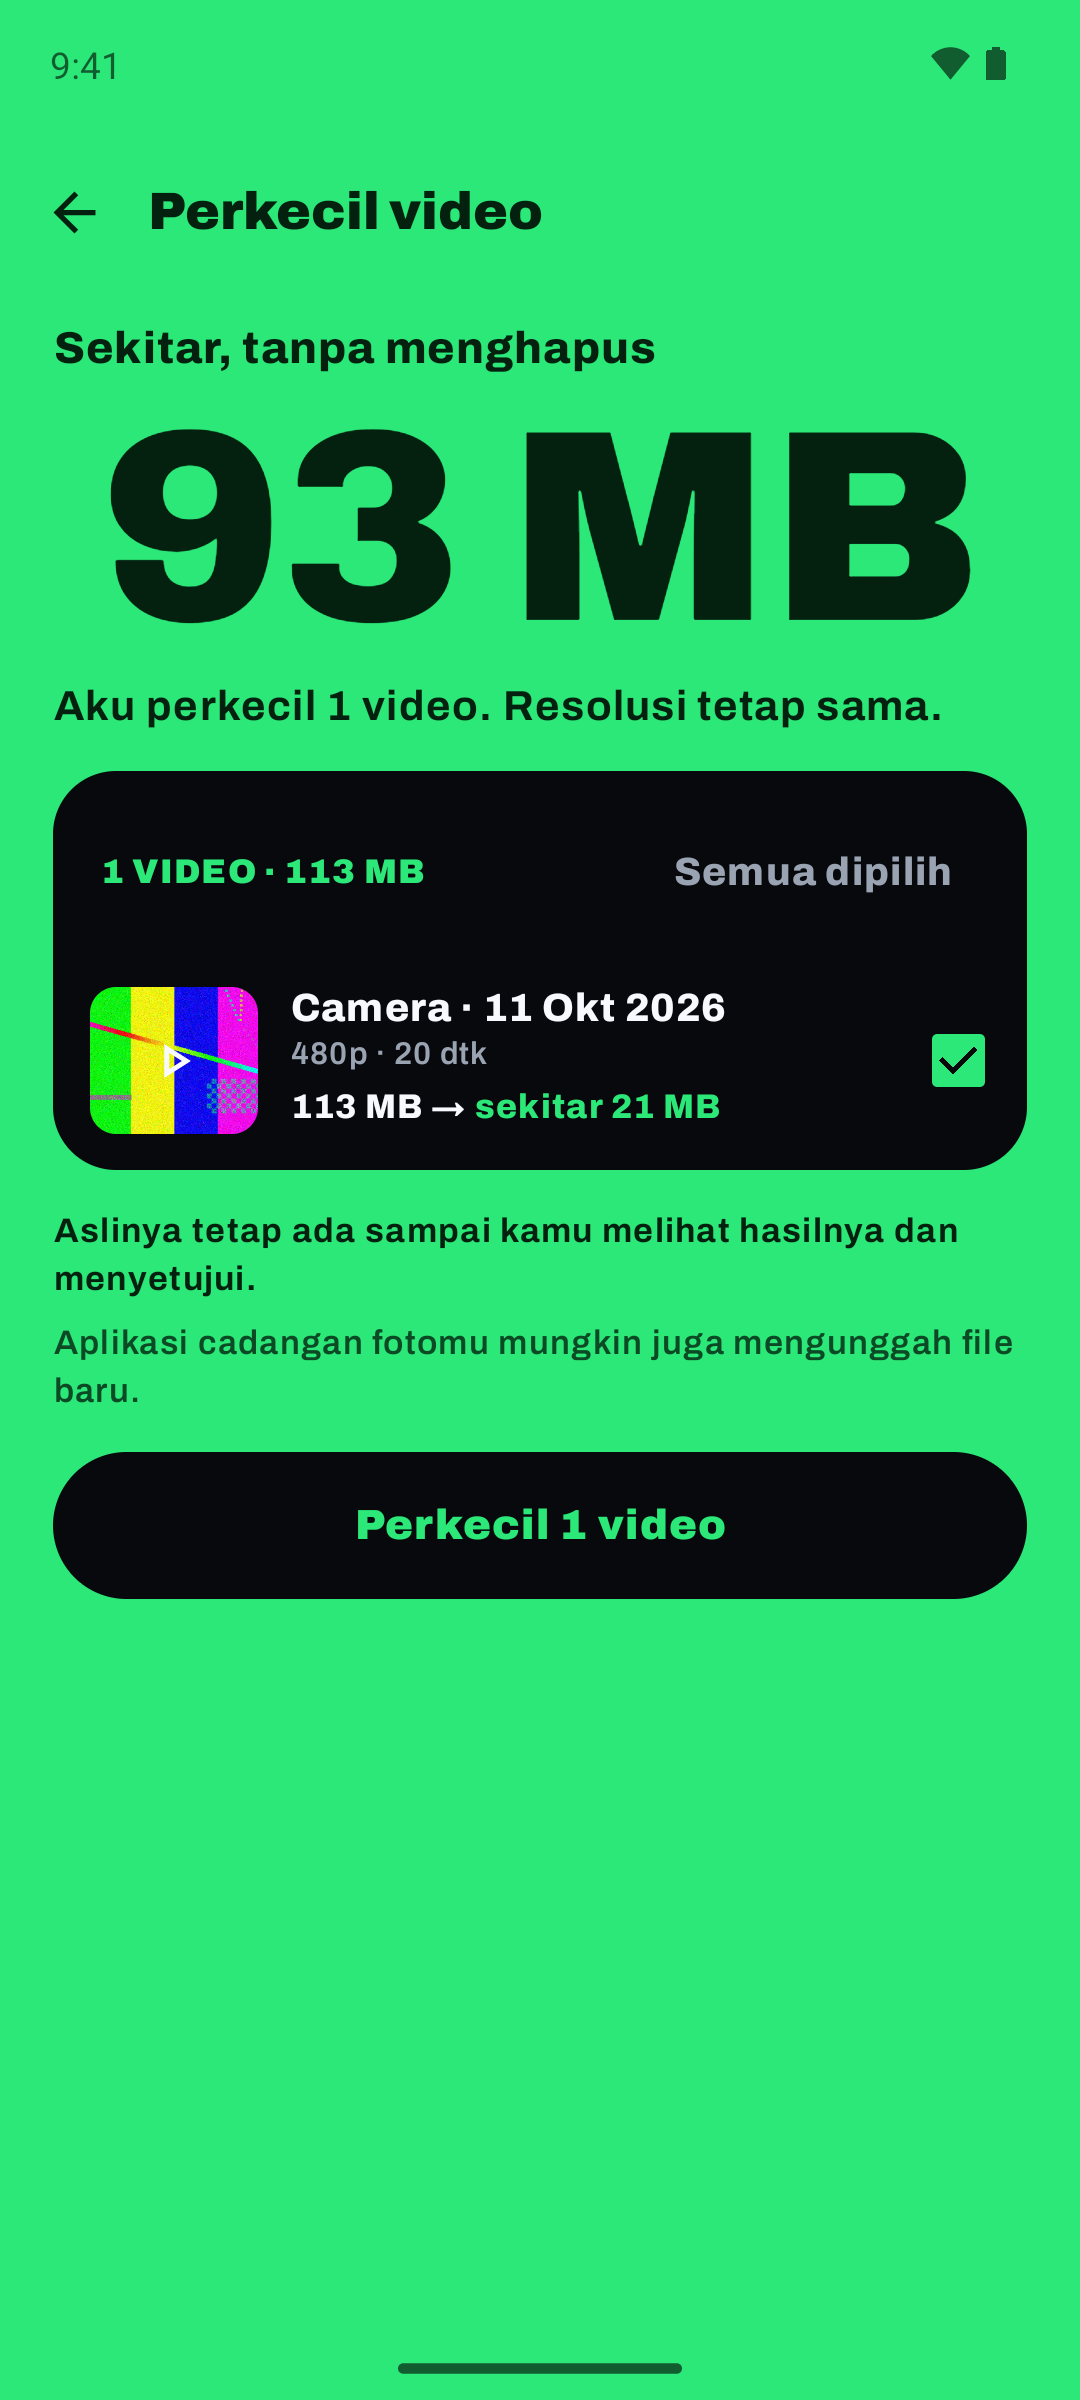 9:41
Perkecil video
Sekitar, tanpa menghapus
93 MB
Aku perkecil 1 video. Resolusi tetap sama.
1 VIDEO · 113 MB
Semua dipilih
Camera · 11 Okt 2026
480p · 20 dtk
113 MB → sekitar 21 MB
Aslinya tetap ada sampai kamu melihat hasilnya dan
menyetujui.
Aplikasi cadangan fotomu mungkin juga mengunggah file
baru.
Perkecil 1 video